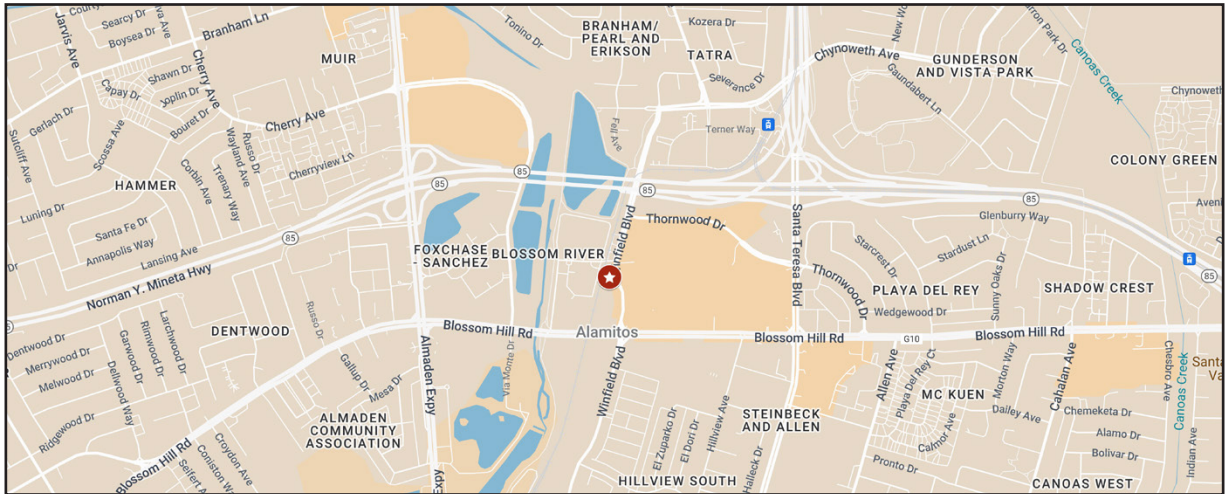 Searcy Dr
Boysea Dr
Jarvis Ave
Branham Ln
Cherry Ave
Shawn Dr
Capay Dr
Joplin Dr
Bouret Dr
Gerlach Dr
Scossa Ave
Sutcliff Ave
Wayland Ave
Russo Dr
Trenary Way
Corbin Ave
Cherry Ave
Cherryview Ln
MUIR
HAMMER
Luning Dr
Santa Fe Dr
Annapolis Way
Lansing Ave
Norman Y. Mineta Hwy
85
85
Tonino Dr
BRANHAM/
PEARL AND
ERIKSON
Kozera Dr
TATRA
Severance Dr
Chynoweth Ave
Fell Ave
Terner Way
85
85
GUNDERSON
AND VISTA PARK
Gaundabert Ln
Canoas Creek
Chynoweth
COLONY GREEN
85
Glenburry Way
FOXCHASE
- SANCHEZ
BLOSSOM RIVER
Winfield Blvd
Thornwood Dr
Santa Teresa Blvd
Starcrest Dr
Stardust Ln
Thornwood Dr
PLAYA DEL REY
Wedgewood Dr
Sunny Oaks Dr
SHADOW CREST
85
DENTWOOD
Russo Dr
Blossom Hill Rd
Alamitos
Blossom Hill Rd
G10
Blossom Hill Rd
Dentwood Dr
Merrywood Dr
Melwood Dr
Garwood Dr
Rimwood Dr
Larchwood Dr
Dellwood Way
Ridgewood Dr
Gallup Dr
Mesa Dr
Almaden Expy
Via Monte Dr
Winfield Blvd
Allen Ave
Playa Del Rey Ct
Morton Way
Cahalan Ave
Chesbro Ave
Canoas Creek
MC KUEN
Dailey Ave
Chemeketa Dr
Calmor Ave
Alamo Dr
Bolivar Dr
Indian Ave
ALMADEN
COMMUNITY
ASSOCIATION
Blossom Hill Rd
Croydon Ave
El Zuparko Dr
El Dori Dr
Hillview Ave
STEINBECK
AND ALLEN
Halleck Dr
Pronto Dr
HILLVIEW SOUTH
CANOAS WEST